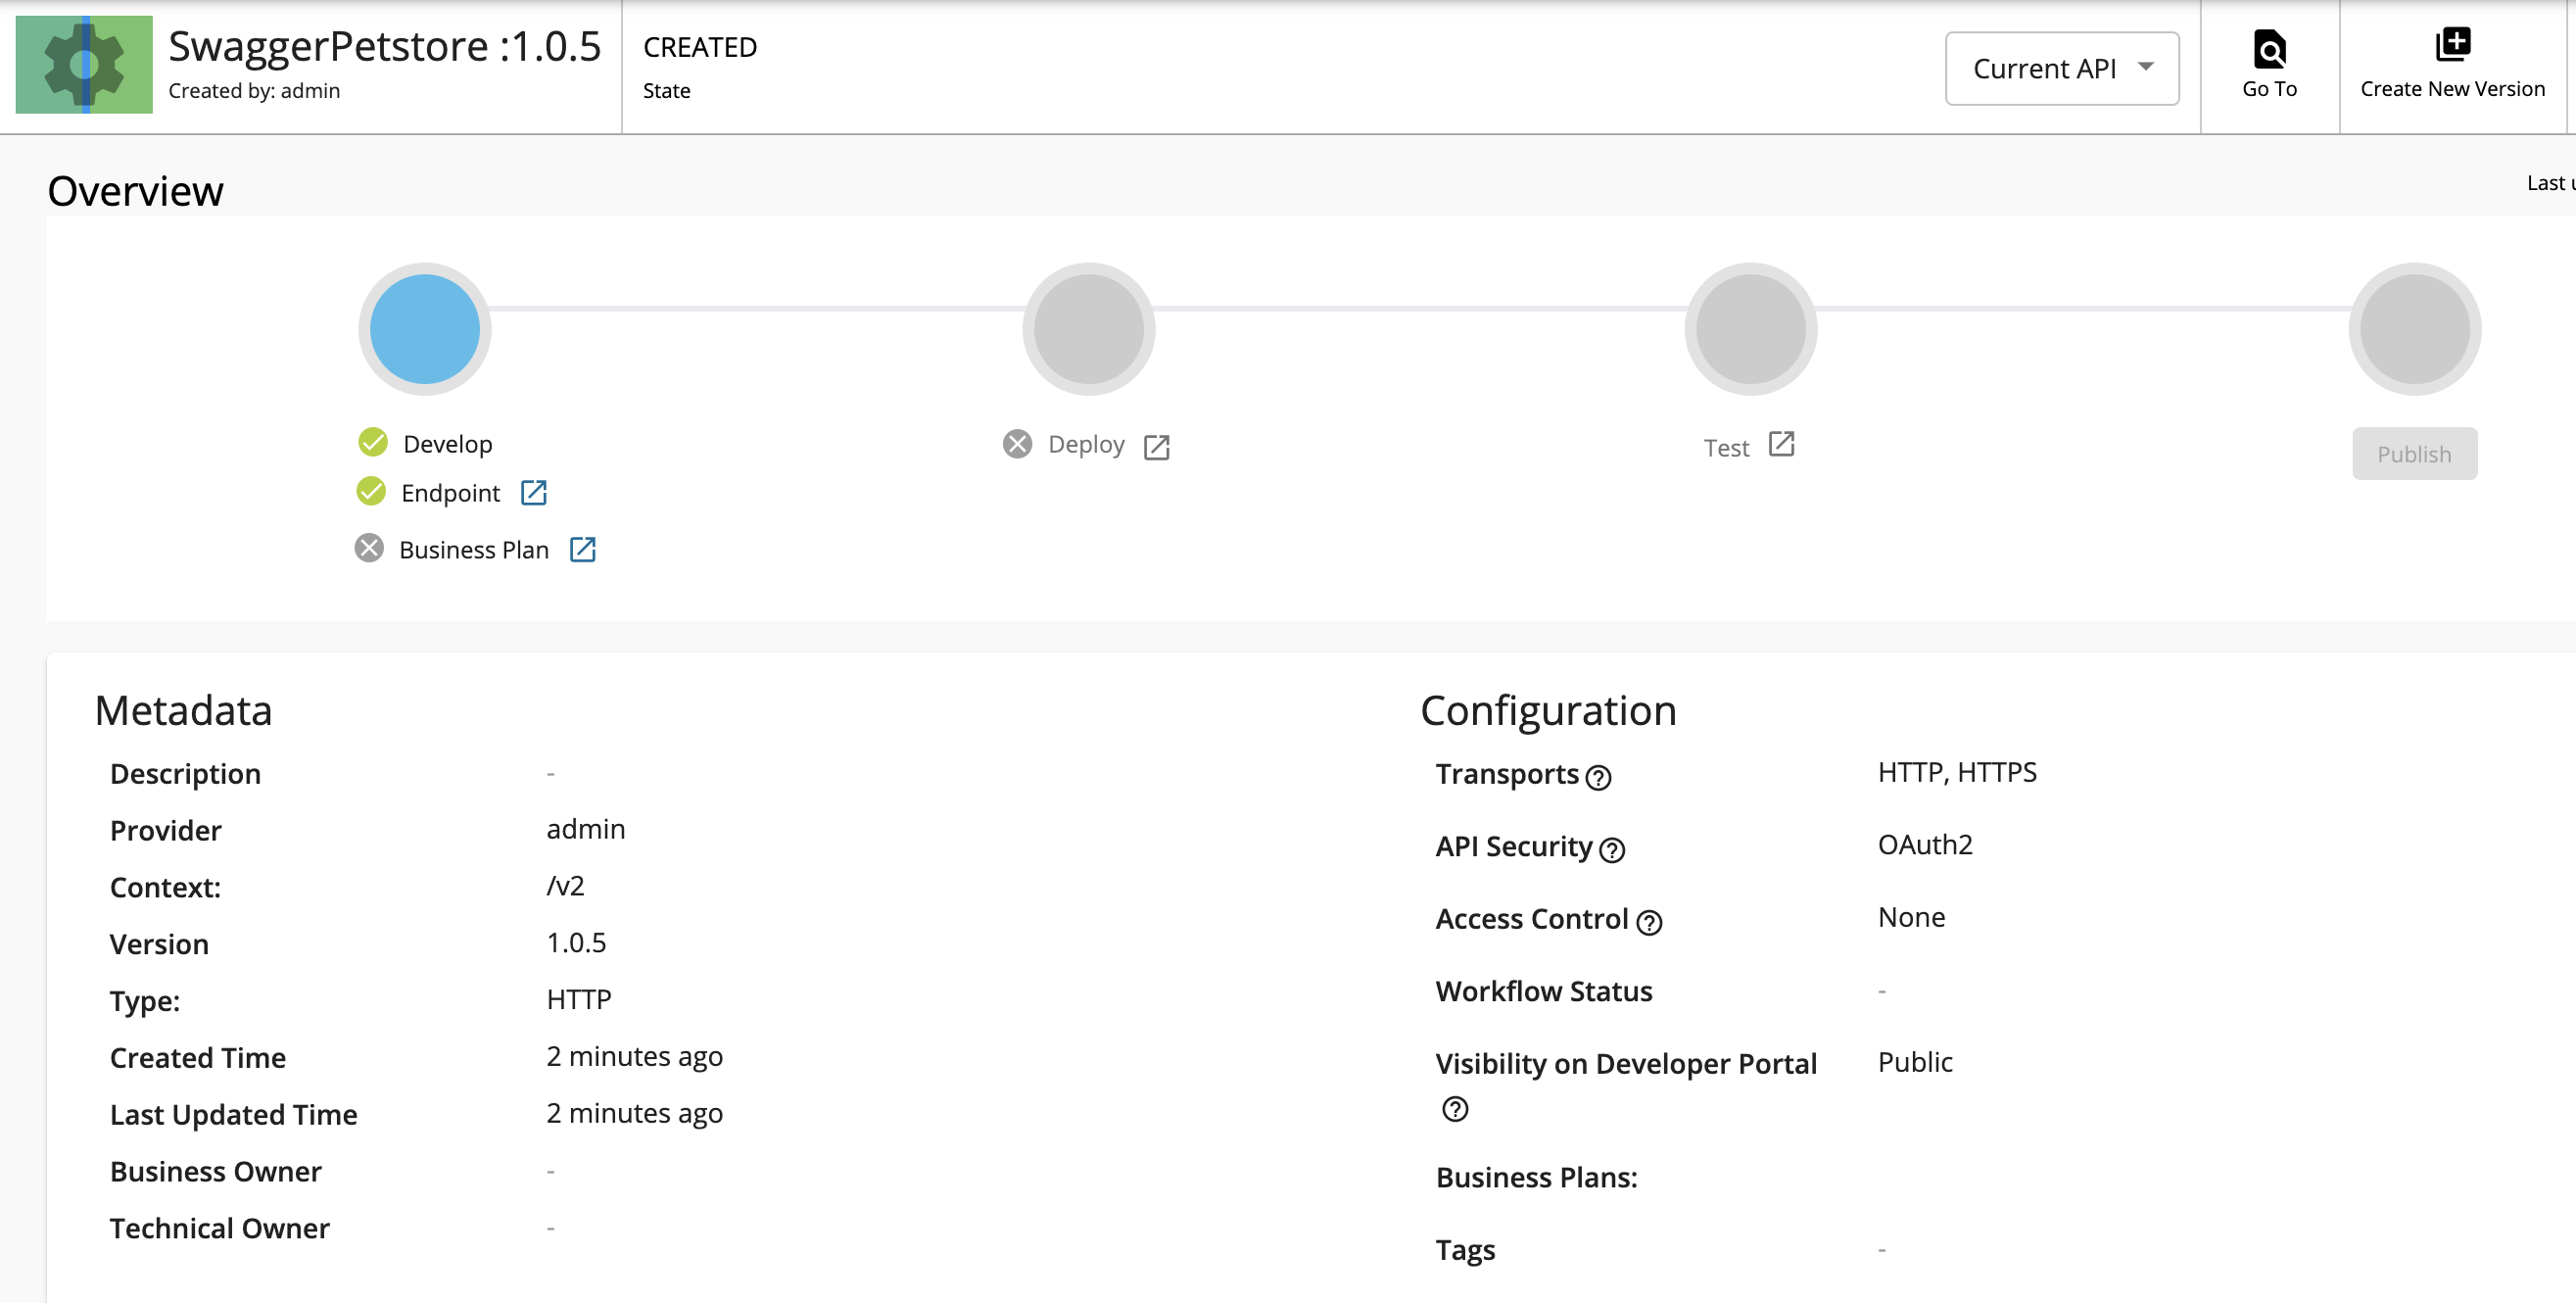 SwaggerPetstore :1.0.5
Created by: admin
CREATED
State
Current API
Go To
Create New Version
Overview
Last
Develop
Endpoint
Business Plan
Deploy
Test
Publish
Metadata
Description -
Provider admin
Context: /v2
Version 1.0.5
Type: HTTP
Created Time 2 minutes ago
Last Updated Time 2 minutes ago
Business Owner -
Technical Owner -
Configuration
Transports HTTP, HTTPS
API Security OAuth2
Access Control None
Workflow Status -
Visibility on Developer Portal Public
Business Plans:
Tags -